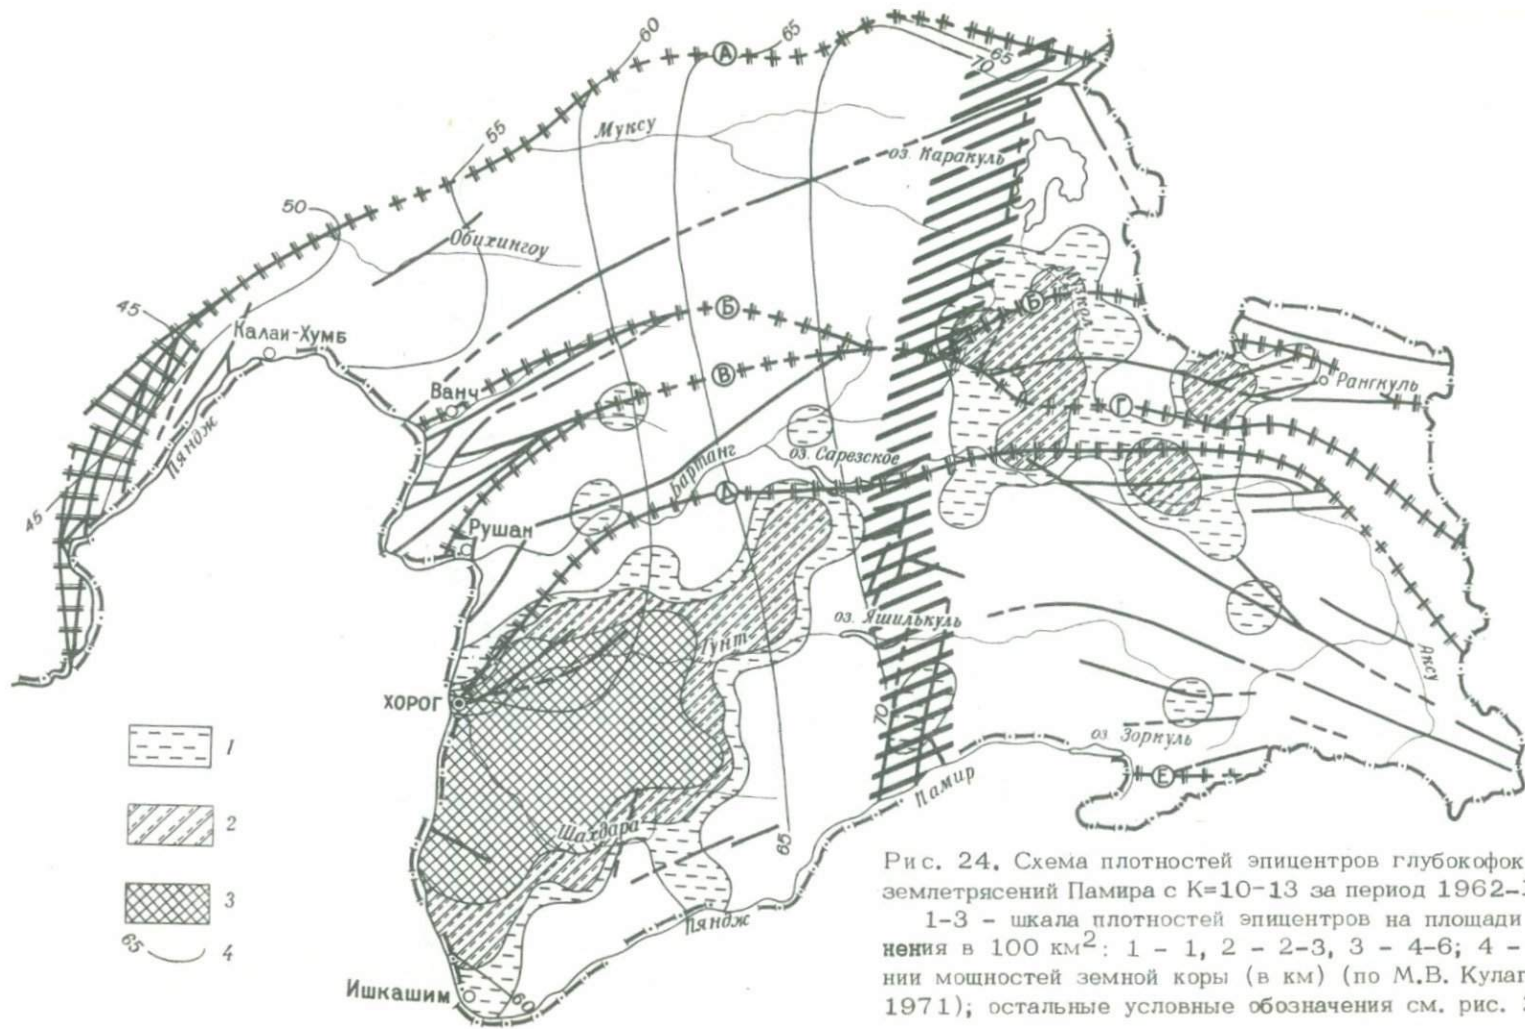 60
65
А
65
70
Муксу
55
оз. Каракуль
50
Обихингоу
45
Калаи-Хумб
Б
Б
Ванч
В
Рангкуль
Г
Пяндж
Бартанг
оз. Сарезское
45
Д
Рушан
оз. Яшилькуль
Гунт
Аксу
ХОРОГ
70
1
оз. Зоркуль
Е
Памир
2
Шахдара
65
3
65
4
Пяндж
Ишкашим
60
Рис. 24. Схема плотностей эпицентров глубокофок
землетрясений Памира с К=10-13 за период 1962-
1-3 - шкала плотностей эпицентров на площади
нения в 100 км²: 1 - 1, 2 - 2-3, 3 - 4-6; 4 -
нии мощностей земной коры (в км) (по М.В. Кулаг
1971); остальные условные обозначения см. рис.